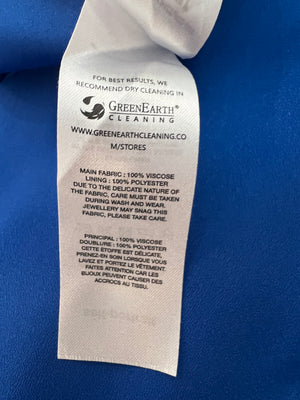 FOR BEST RESULTS, WE
RECOMMEND DRY CLEANING IN
GREENEARTH®
CLEANING
WWW.GREENEARTHCLEANING.CO
M/STORES
MAIN FABRIC : 100% VISCOSE
LINING : 100% POLYESTER
DUE TO THE DELICATE NATURE OF
THE FABRIC, CARE MUST BE TAKEN
DURING WASH AND WEAR.
JEWELLERY MAY SNAG THIS
FABRIC, PLEASE TAKE CARE.
PRINCIPAL : 100% VISCOSE
DOUBLURE : 100% POLYESTER
CETTE ÉTOFFE EST DÉLICATE,
PRENEZ-EN SOIN LORSQUE VOUS
LAVEZ ET PORTEZ LE VÊTEMENT.
FAITES ATTENTION CAR LES
BIJOUX PEUVENT CAUSER DES
ACCROCS AU TISSU.